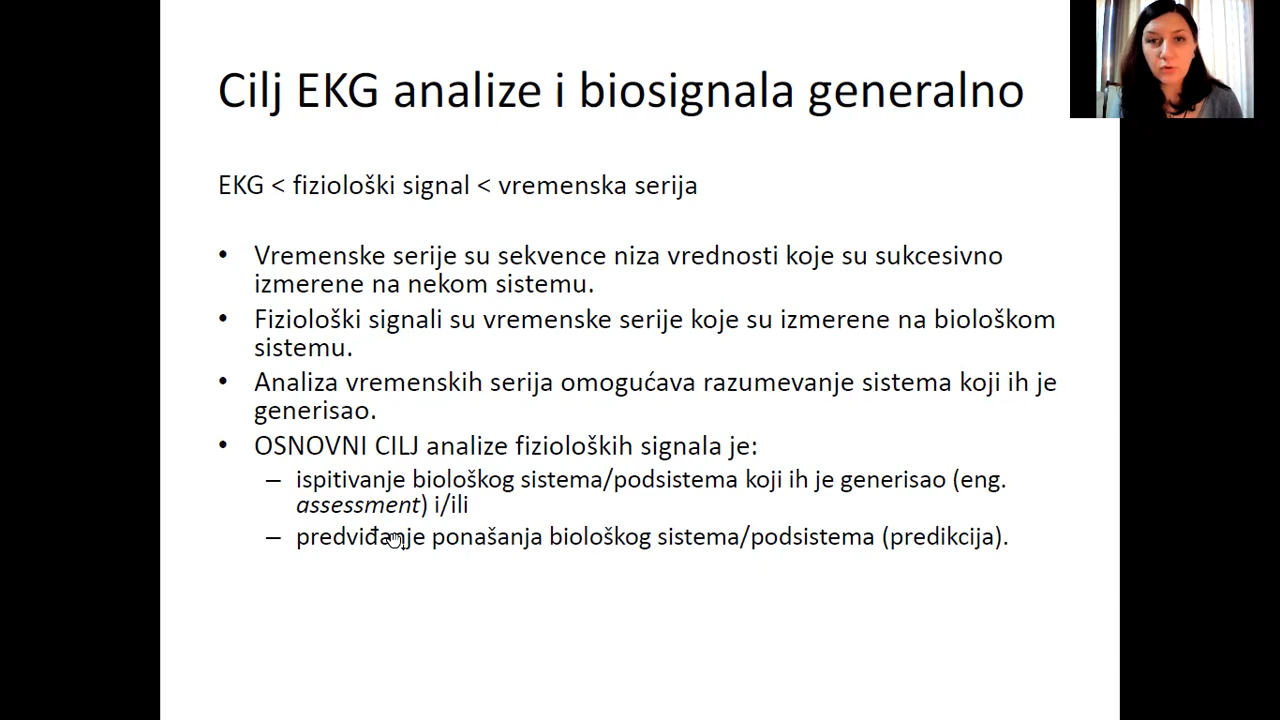 Cilj EKG analize i biosignala generalno
EKG < fiziološki signal < vremenska serija
• Vremenske serije su sekvence niza vrednosti koje su sukcesivno
izmerene na nekom sistemu.
• Fiziološki signali su vremenske serije koje su izmerene na biološkom
sistemu.
• Analiza vremenskih serija omogućava razumevanje sistema koji ih je
generisao.
• OSNOVNI CILJ analize fizioloških signala je:
– ispitivanje biološkog sistema/podsistema koji ih je generisao (eng.
assessment) i/ili
– predviđanje ponašanja biološkog sistema/podsistema (predikcija).